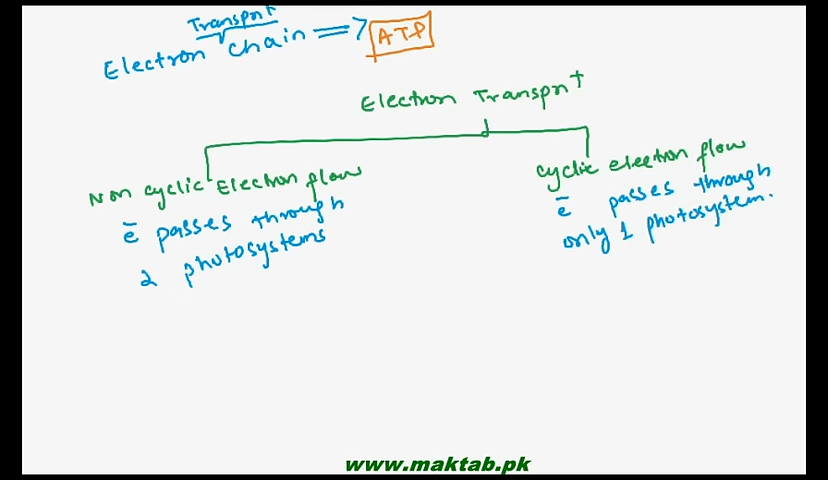 Transport
Electron chain => ATP
Electron Transport
Non cyclic Electron flow
cyclic electron flow
ē passes through
2 photosystems
ē passes through
only 1 photosystem.
www.maktab.pk